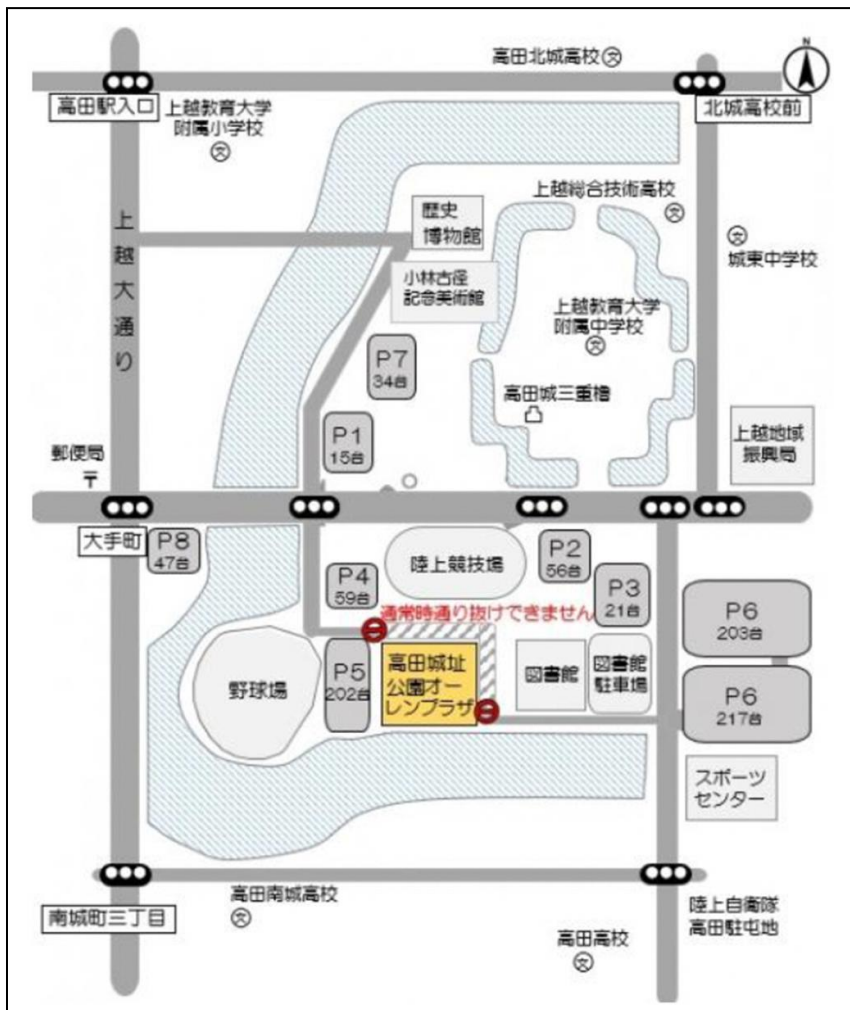 N
高田北城高校
文
高田駅入口
上越教育大学
附属小学校
文
北城高校前
上越総合技術高校
文
歴史
博物館
文
城東中学校
上越大通り
小林古径
記念美術館
上越教育大学
附属中学校
文
P7
34台
高田城三重櫓
P1
15台
上越地域
振興局
郵便局
〒
大手町
P8
47台
陸上競技場
P2
56台
P4
59台
P3
21台
通常時通り抜けできません
P6
203台
野球場
P5
202台
高田城址
公園オー
レンプラザ
図書館
図書館
駐車場
P6
217台
スポーツ
センター
高田南城高校
文
南城町三丁目
陸上自衛隊
高田駐屯地
高田高校
文